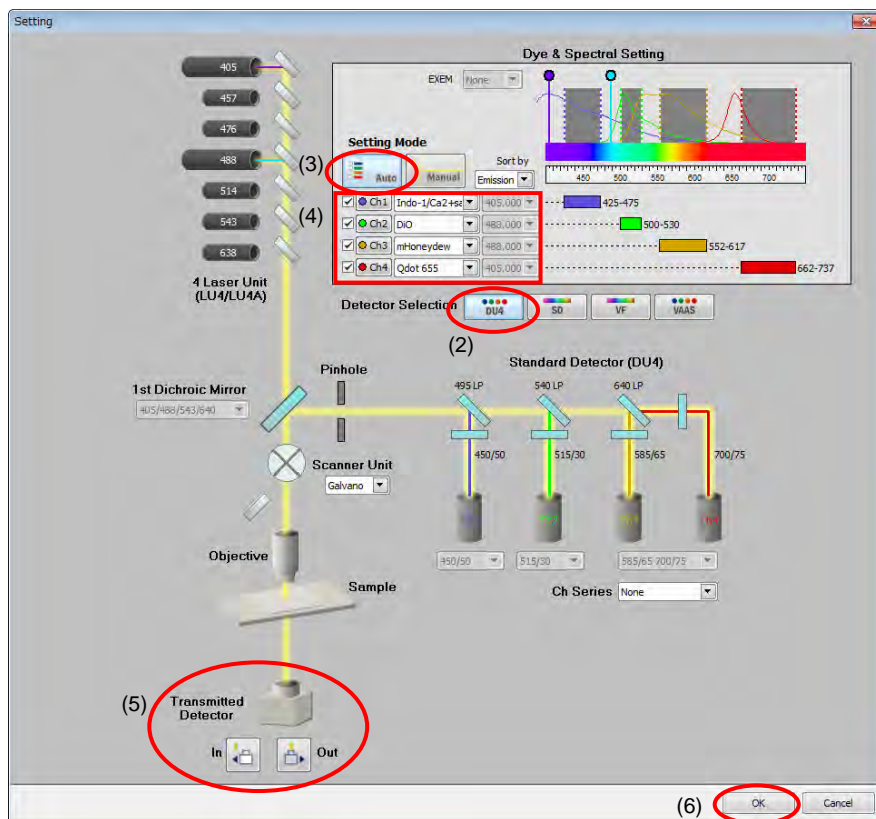 Setting
Dye & Spectral Setting
EXEM None
405
457
476
488
514
543
638
4 Laser Unit
(LU4/LU4A)
Setting Mode
(3)
Auto
Manual
Sort by
Emission
450 500 550 600 650 700
(4)
Ch1 Indo-1/Ca2+sa 405.000 425-475
Ch2 DiO 488.000 500-530
Ch3 mHoneydew 488.000 552-617
Ch4 Qdot 655 405.000 662-737
Detector Selection DU4 SD VF VAAS
(2)
Standard Detector (DU4)
Pinhole
495 LP 540 LP 640 LP
1st Dichroic Mirror
405/488/543/640
450/50 515/30 585/65 700/75
Scanner Unit
Galvano
Objective
450/50 515/30 585/65 700/75
Sample
Ch Series None
(5)
Transmitted
Detector
In Out
(6) OK Cancel